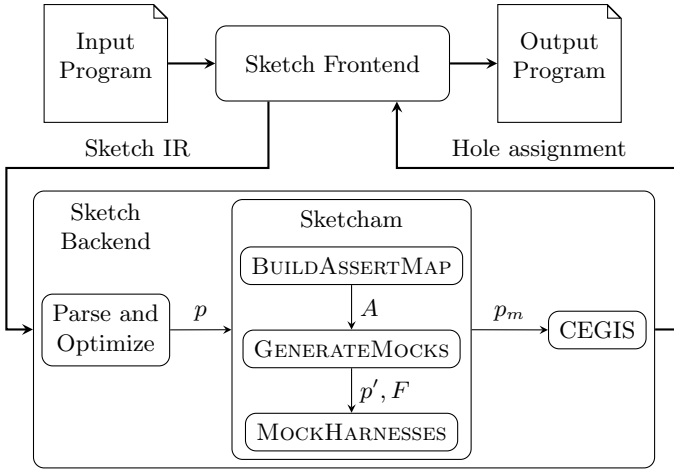 Input
Program
Sketch Frontend
Output
Program
Sketch IR
Hole assignment
Sketch
Backend
Sketcham
BUILDASSERTMAP
A
Parse and
Optimize
p
GENERATEMOCKS
p_m
CEGIS
p′, F
MOCKHARNESSES